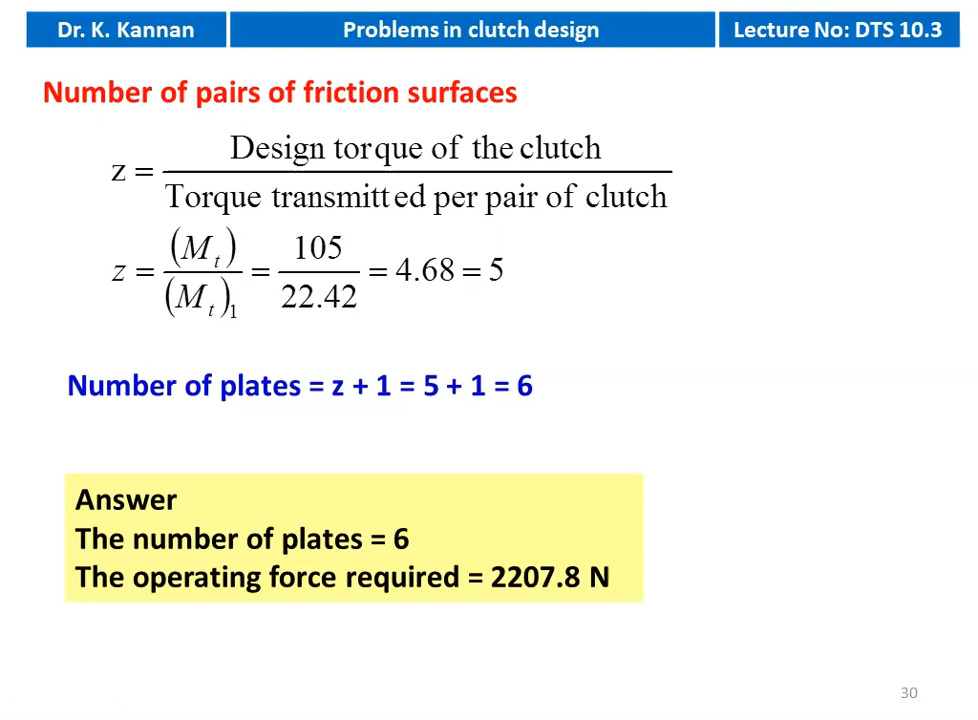 Dr. K. Kannan
Problems in clutch design
Lecture No: DTS 10.3
Number of pairs of friction surfaces
z = Design torque of the clutch / Torque transmitted per pair of clutch
z = (M_t) / (M_t)_1 = 105 / 22.42 = 4.68 = 5
Number of plates = z + 1 = 5 + 1 = 6
Answer
The number of plates = 6
The operating force required = 2207.8 N
30